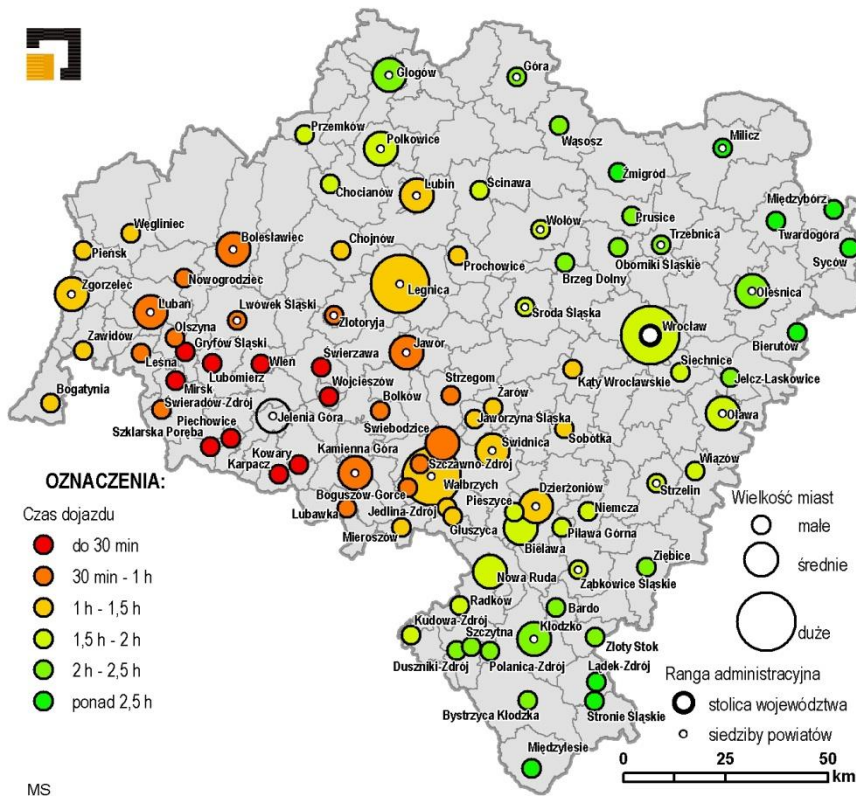 Głogów
Góra
Przemków
Polkowice
Wąsosz
Milicz
Żmigród
Chocianów
Lubin
Ścinawa
Międzybórz
Prusice
Twardogóra
Węgliniec
Wołów
Trzebnica
Syców
Bolesławiec
Chojnów
Oborniki Śląskie
Pieńsk
Prochowice
Brzeg Dolny
Nowogrodziec
Zgorzelec
Legnica
Oleśnica
Lubań
Lwówek Śląski
Złotoryja
Środa Śląska
Wrocław
Olszyna
Bierutów
Zawidów
Gryfów Śląski
Jawor
Leśna
Wleń
Świerzawa
Siechnice
Lubomierz
Kąty Wrocławskie
Jelcz-Laskowice
Mirsk
Wojcieszów
Strzegom
Żarów
Bogatynia
Świeradów-Zdrój
Bolków
Jaworzyna Śląska
Oława
Piechowice
Jelenia Góra
Świebodzice
Sobótka
Szklarska Poręba
Świdnica
Kowary
Kamienna Góra
Szczawno-Zdrój
Wiązów
Karpacz
Wałbrzych
Dzierżoniów
Strzelin
Boguszów-Gorce
Pieszyce
Niemcza
Lubawka
Jedlina-Zdrój
Głuszyca
Piława Górna
Mieroszów
Bielawa
Ziębice
Nowa Ruda
Ząbkowice Śląskie
Radków
Bardo
Kudowa-Zdrój
Szczytna
Kłodzko
Złoty Stok
Duszniki-Zdrój
Polanica-Zdrój
Lądek-Zdrój
Bystrzyca Kłodzka
Stronie Śląskie
Międzylesie
OZNACZENIA:
Czas dojazdu
do 30 min
30 min - 1 h
1 h - 1,5 h
1,5 h - 2 h
2 h - 2,5 h
ponad 2,5 h
Wielkość miast
małe
średnie
duże
Ranga administracyjna
stolica województwa
siedziby powiatów
0 25 50
km
MS